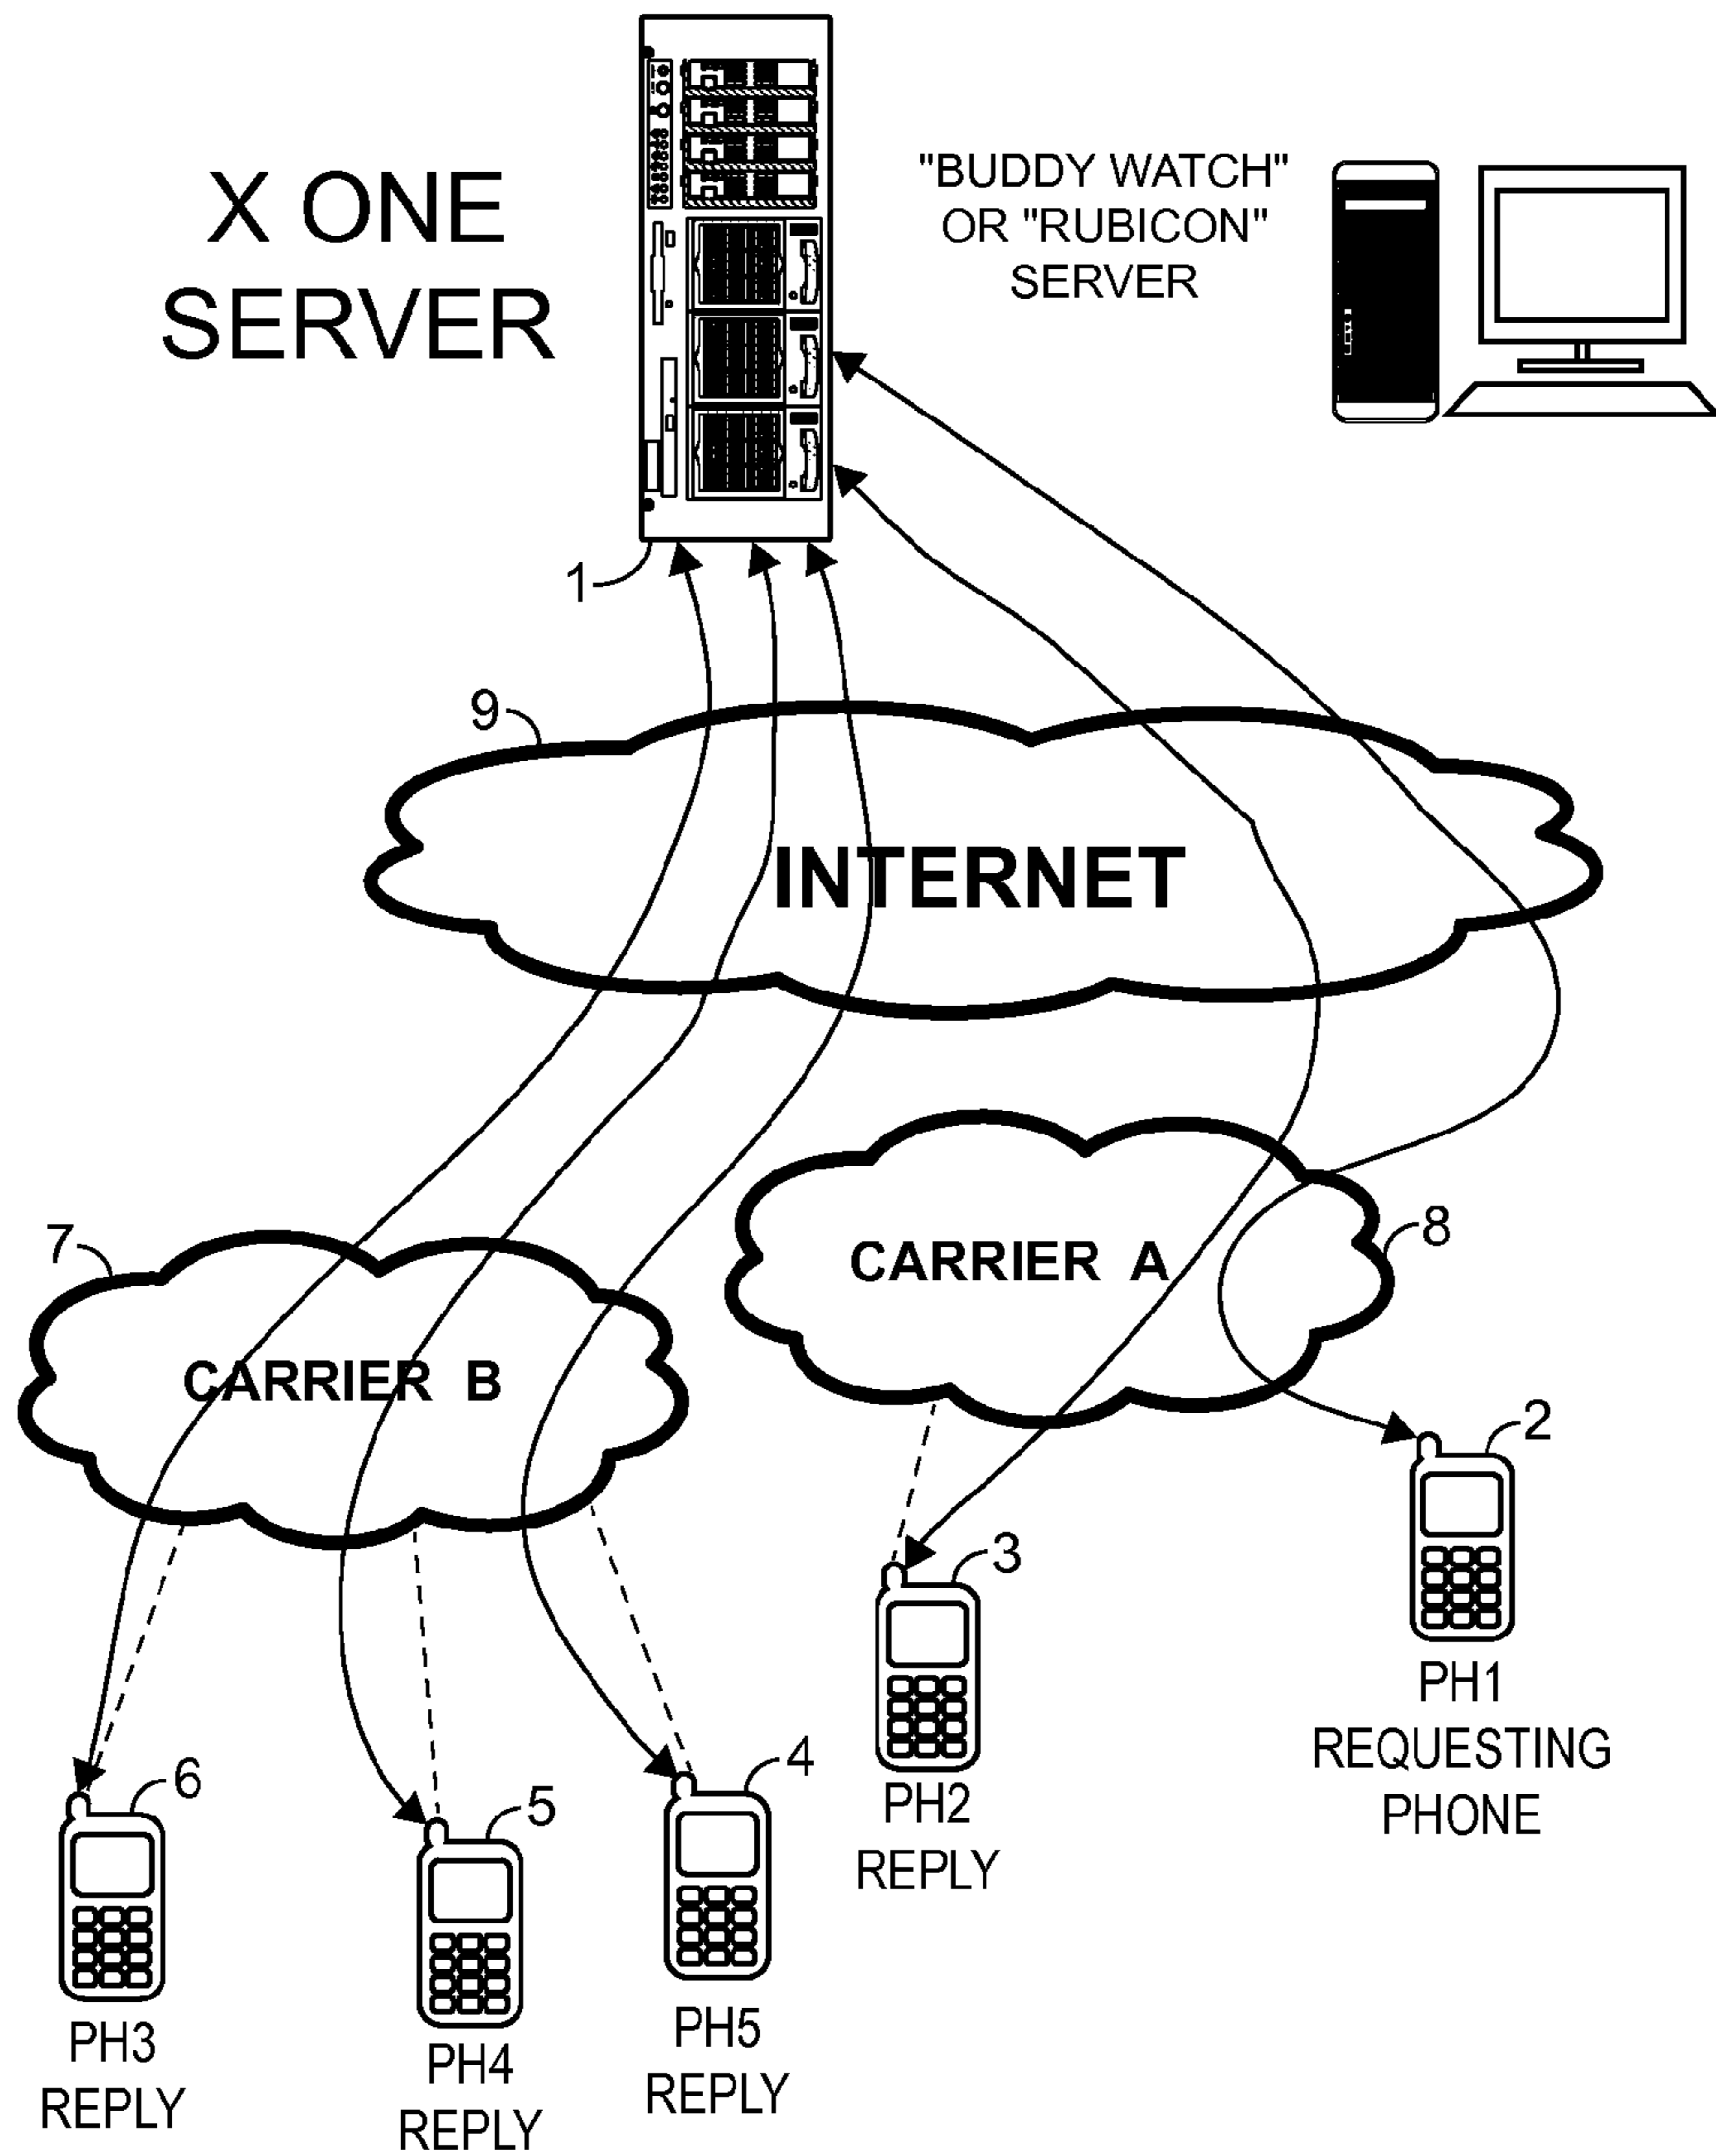 X ONE
SERVER
"BUDDY WATCH"
OR "RUBICON"
SERVER
1
9
INTERNET
7
CARRIER B
CARRIER A
8
2
3
PH1
REQUESTING
PHONE
4
PH2
REPLY
6
5
PH5
REPLY
PH3
REPLY
PH4
REPLY